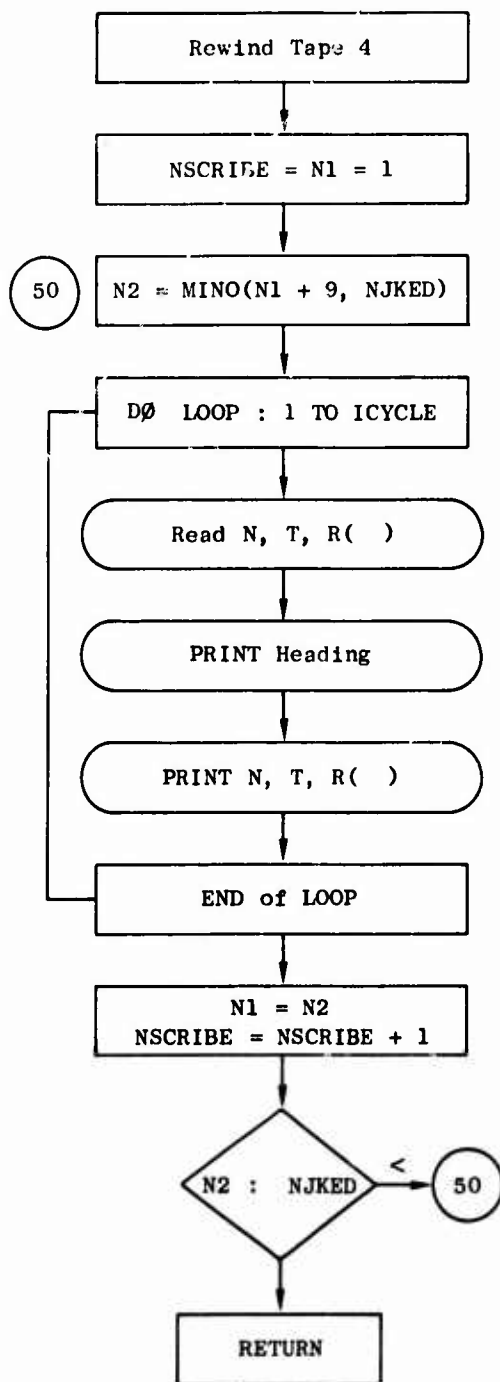 Rewind Tape 4
NSCRIBE = N1 = 1
50
N2 = MINO(N1 + 9, NJKED)
DØ LOOP : 1 TO ICYCLE
Read N, T, R( )
PRINT Heading
PRINT N, T, R( )
END of LOOP
N1 = N2
NSCRIBE = NSCRIBE + 1
N2 : NJKED
<
50
RETURN